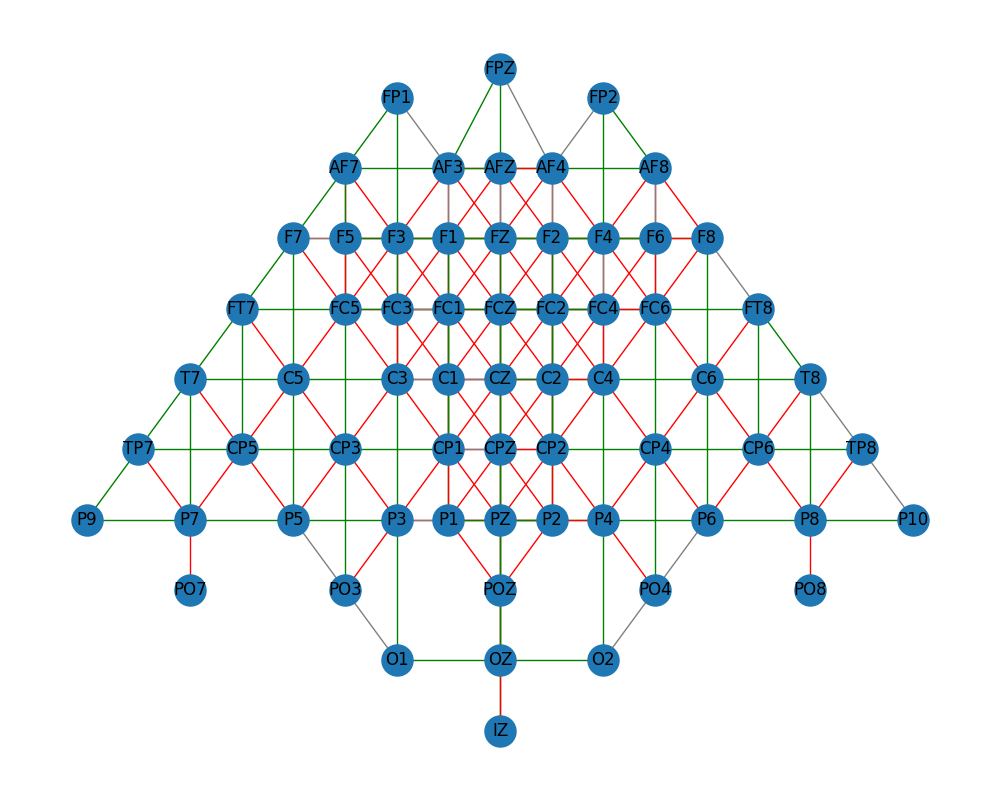 FPZ
FP1 FP2
AF7 AF3 AFZ AF4 AF8
F7 F5 F3 F1 FZ F2 F4 F6 F8
FT7 FC5 FC3 FC1 FCZ FC2 FC4 FC6 FT8
T7 C5 C3 C1 CZ C2 C4 C6 T8
TP7 CP5 CP3 CP1 CPZ CP2 CP4 CP6 TP8
P9 P7 P5 P3 P1 PZ P2 P4 P6 P8 P10
PO7 PO3 POZ PO4 PO8
O1 OZ O2
IZ